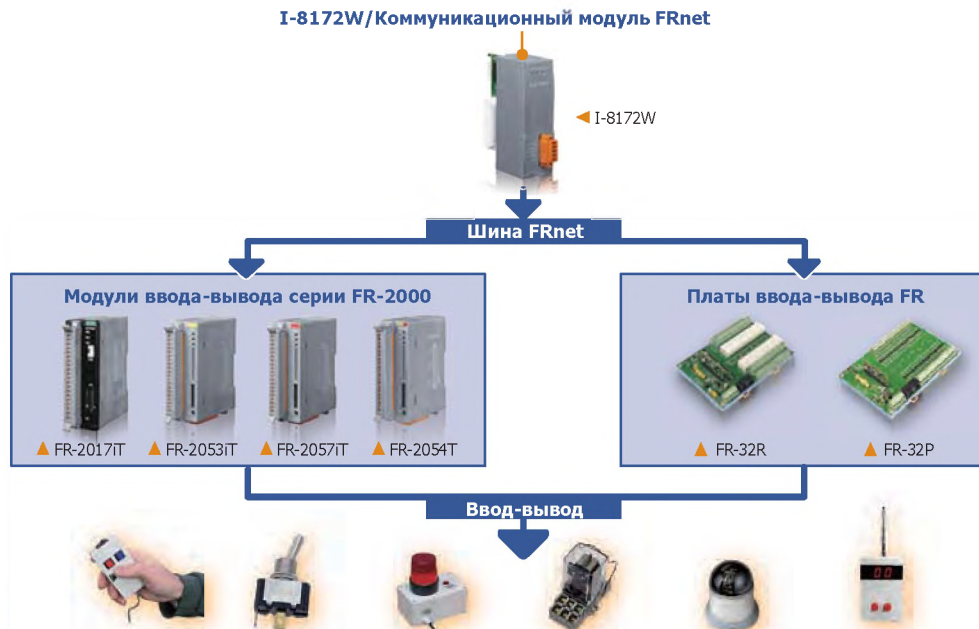 I-8172W/Коммуникационный модуль FRnet
I-8172W
Шина FRnet
Модули ввода-вывода серии FR-2000
Платы ввода-вывода FR
FR-2017iT
FR-2053iT
FR-2057iT
FR-2054T
FR-32R
FR-32P
Ввод-вывод
00